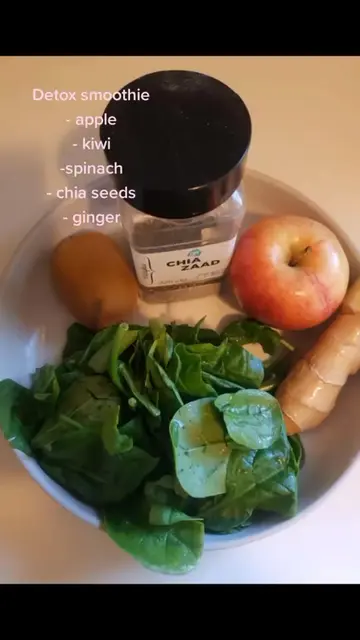 Detox smoothie
- apple
- kiwi
-spinach
- chia seeds
- ginger
CHIA
ZAAD